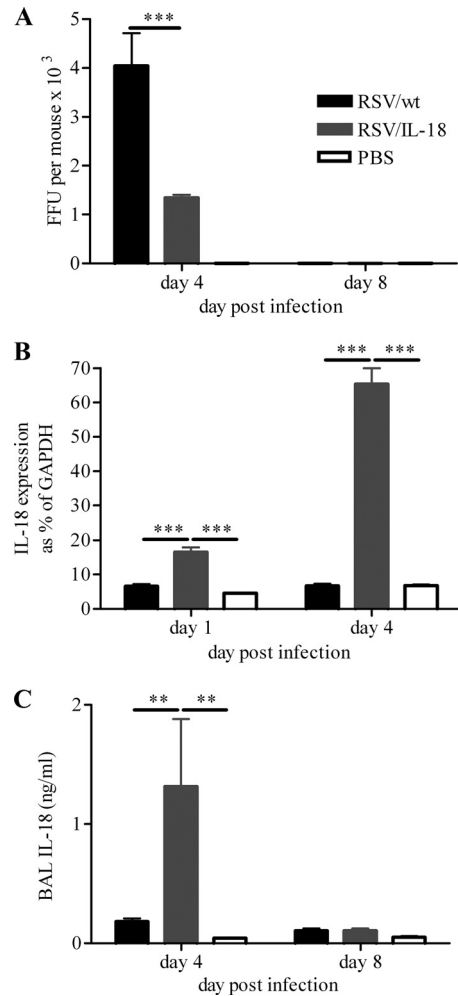 A
***
FFU per mouse x 10 3
5
4
3
2
1
0
RSV/wt
RSV/IL-18
PBS
day 4 day 8
day post infection
B
IL-18 expression
as % of GAPDH
70
60
50
40
30
20
10
0
*** ***
*** ***
day 1 day 4
day post infection
C
BAL IL-18 (ng/ml)
2
1
0
** **
day 4 day 8
day post infection